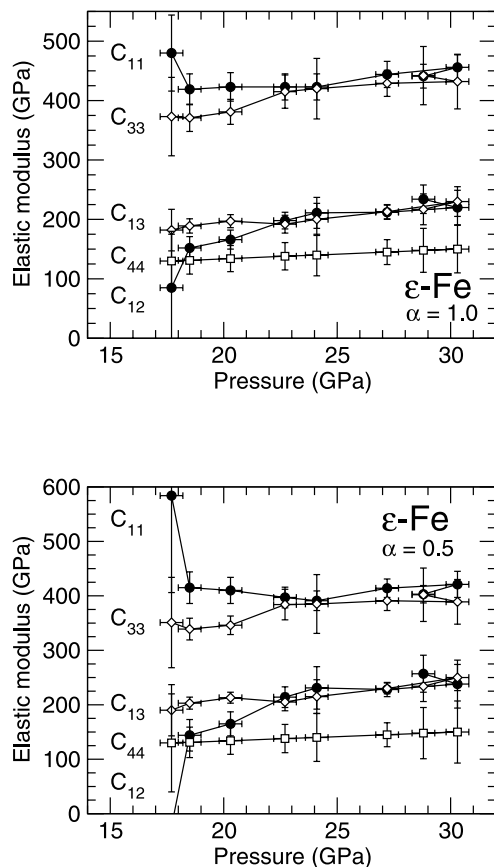 500
400
300
200
100
0
Elastic modulus (GPa)
C11
C33
C13
C44
C12
ε-Fe
α = 1.0
15 20 25 30
Pressure (GPa)
600
500
400
300
200
100
0
Elastic modulus (GPa)
C11
C33
C13
C44
C12
ε-Fe
α = 0.5
15 20 25 30
Pressure (GPa)